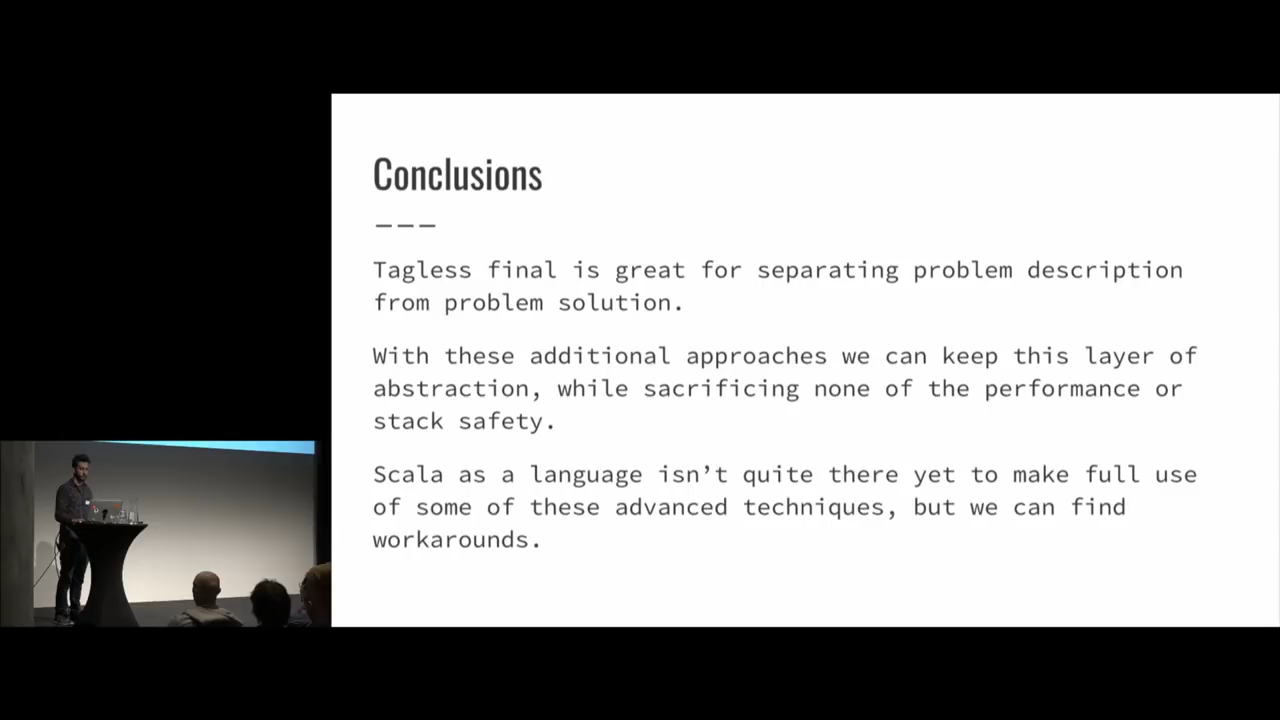 Conclusions
---
Tagless final is great for separating problem description
from problem solution.
With these additional approaches we can keep this layer of
abstraction, while sacrificing none of the performance or
stack safety.
Scala as a language isn’t quite there yet to make full use
of some of these advanced techniques, but we can find
workarounds.